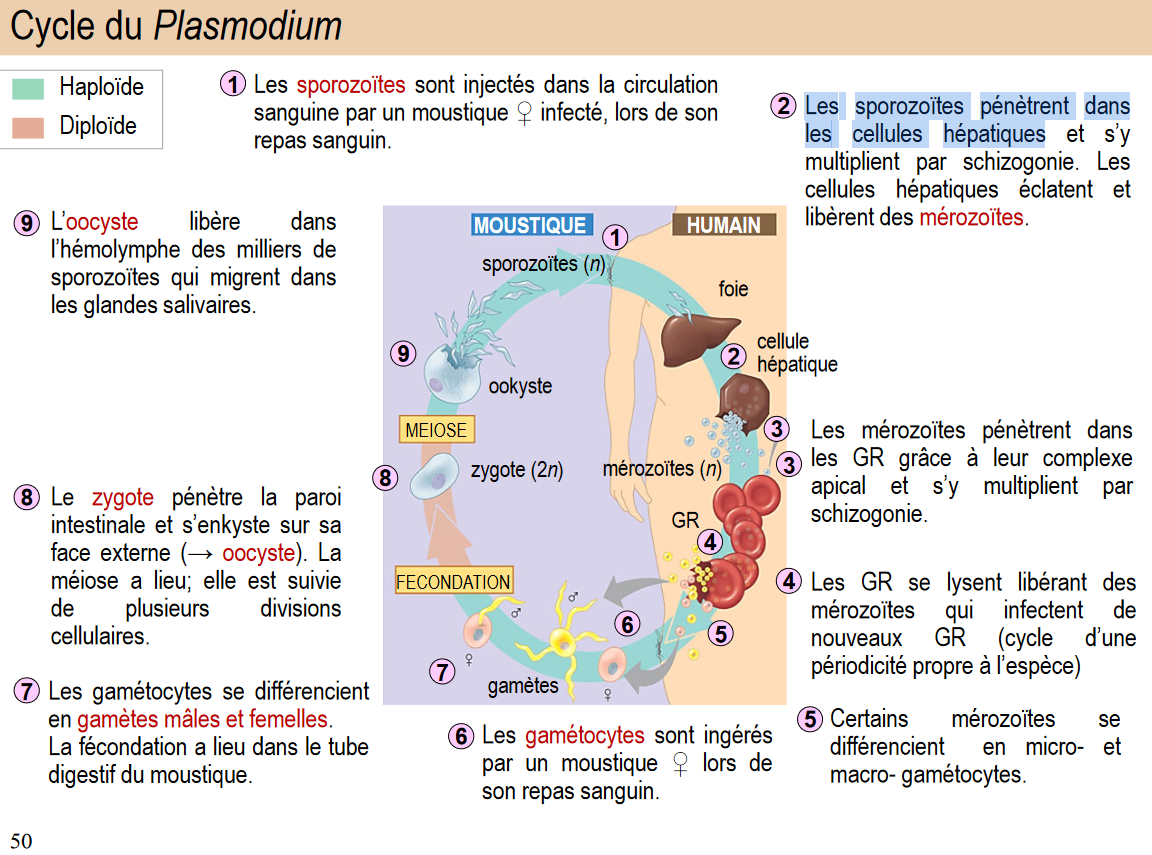 Cycle du Plasmodium
Haploïde
Diploïde
1 Les sporozoïtes sont injectés dans la circulation
sanguine par un moustique ♀ infecté, lors de son
repas sanguin.
2 Les sporozoïtes pénètrent dans
les cellules hépatiques et s'y
multiplient par schizogonie. Les
cellules hépatiques éclatent et
libèrent des mérozoïtes.
9 L'oocyste libère dans
l'hémolymphe des milliers de
sporozoïtes qui migrent dans
les glandes salivaires.
MOUSTIQUE
HUMAIN
1
sporozoïtes (n)
foie
2
cellule
hépatique
9
ookyste
MEIOSE
3
8
zygote (2n)
mérozoïtes (n)
GR
4
FECONDATION
♂
♂
6
5
♀
7
gamètes
♀
3 Les mérozoïtes pénètrent dans
les GR grâce à leur complexe
apical et s'y multiplient par
schizogonie.
8 Le zygote pénètre la paroi
intestinale et s'enkyste sur sa
face externe (→ oocyste). La
méiose a lieu; elle est suivie
de plusieurs divisions
cellulaires.
4 Les GR se lysent libérant des
mérozoïtes qui infectent de
nouveaux GR (cycle d'une
périodicité propre à l'espèce)
7 Les gamétocytes se différencient
en gamètes mâles et femelles.
La fécondation a lieu dans le tube
digestif du moustique.
6 Les gamétocytes sont ingérés
par un moustique ♀ lors de
son repas sanguin.
5 Certains mérozoïtes se
différencient en micro- et
macro- gamétocytes.
50